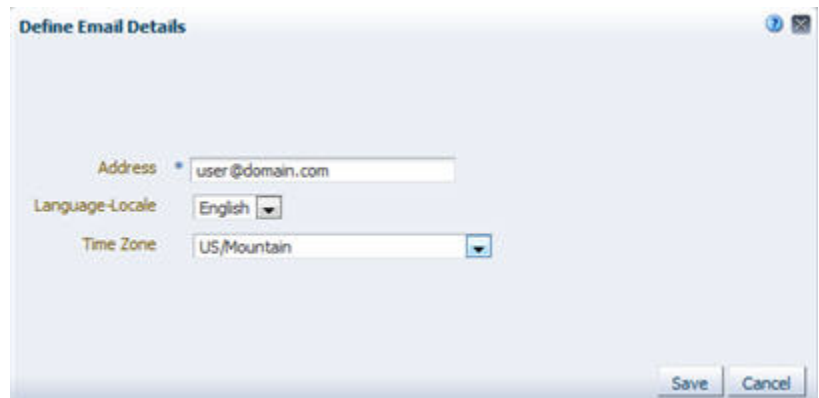 Define Email Details
Address * user@domain.com
Language-Locale English
Time Zone US/Mountain
Save Cancel